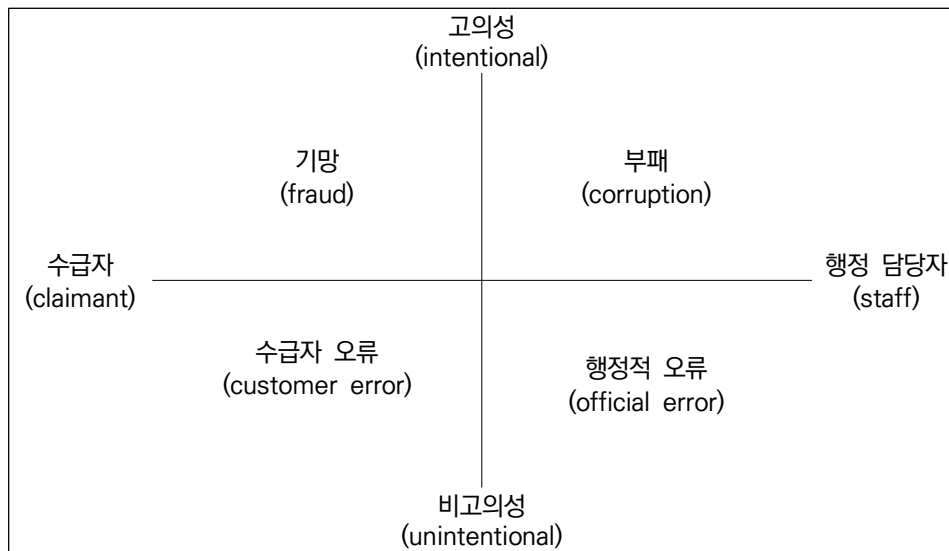 고의성
(intentional)
기망
(fraud)
부패
(corruption)
수급자
(claimant)
행정 담당자
(staff)
수급자 오류
(customer error)
행정적 오류
(official error)
비고의성
(unintentional)